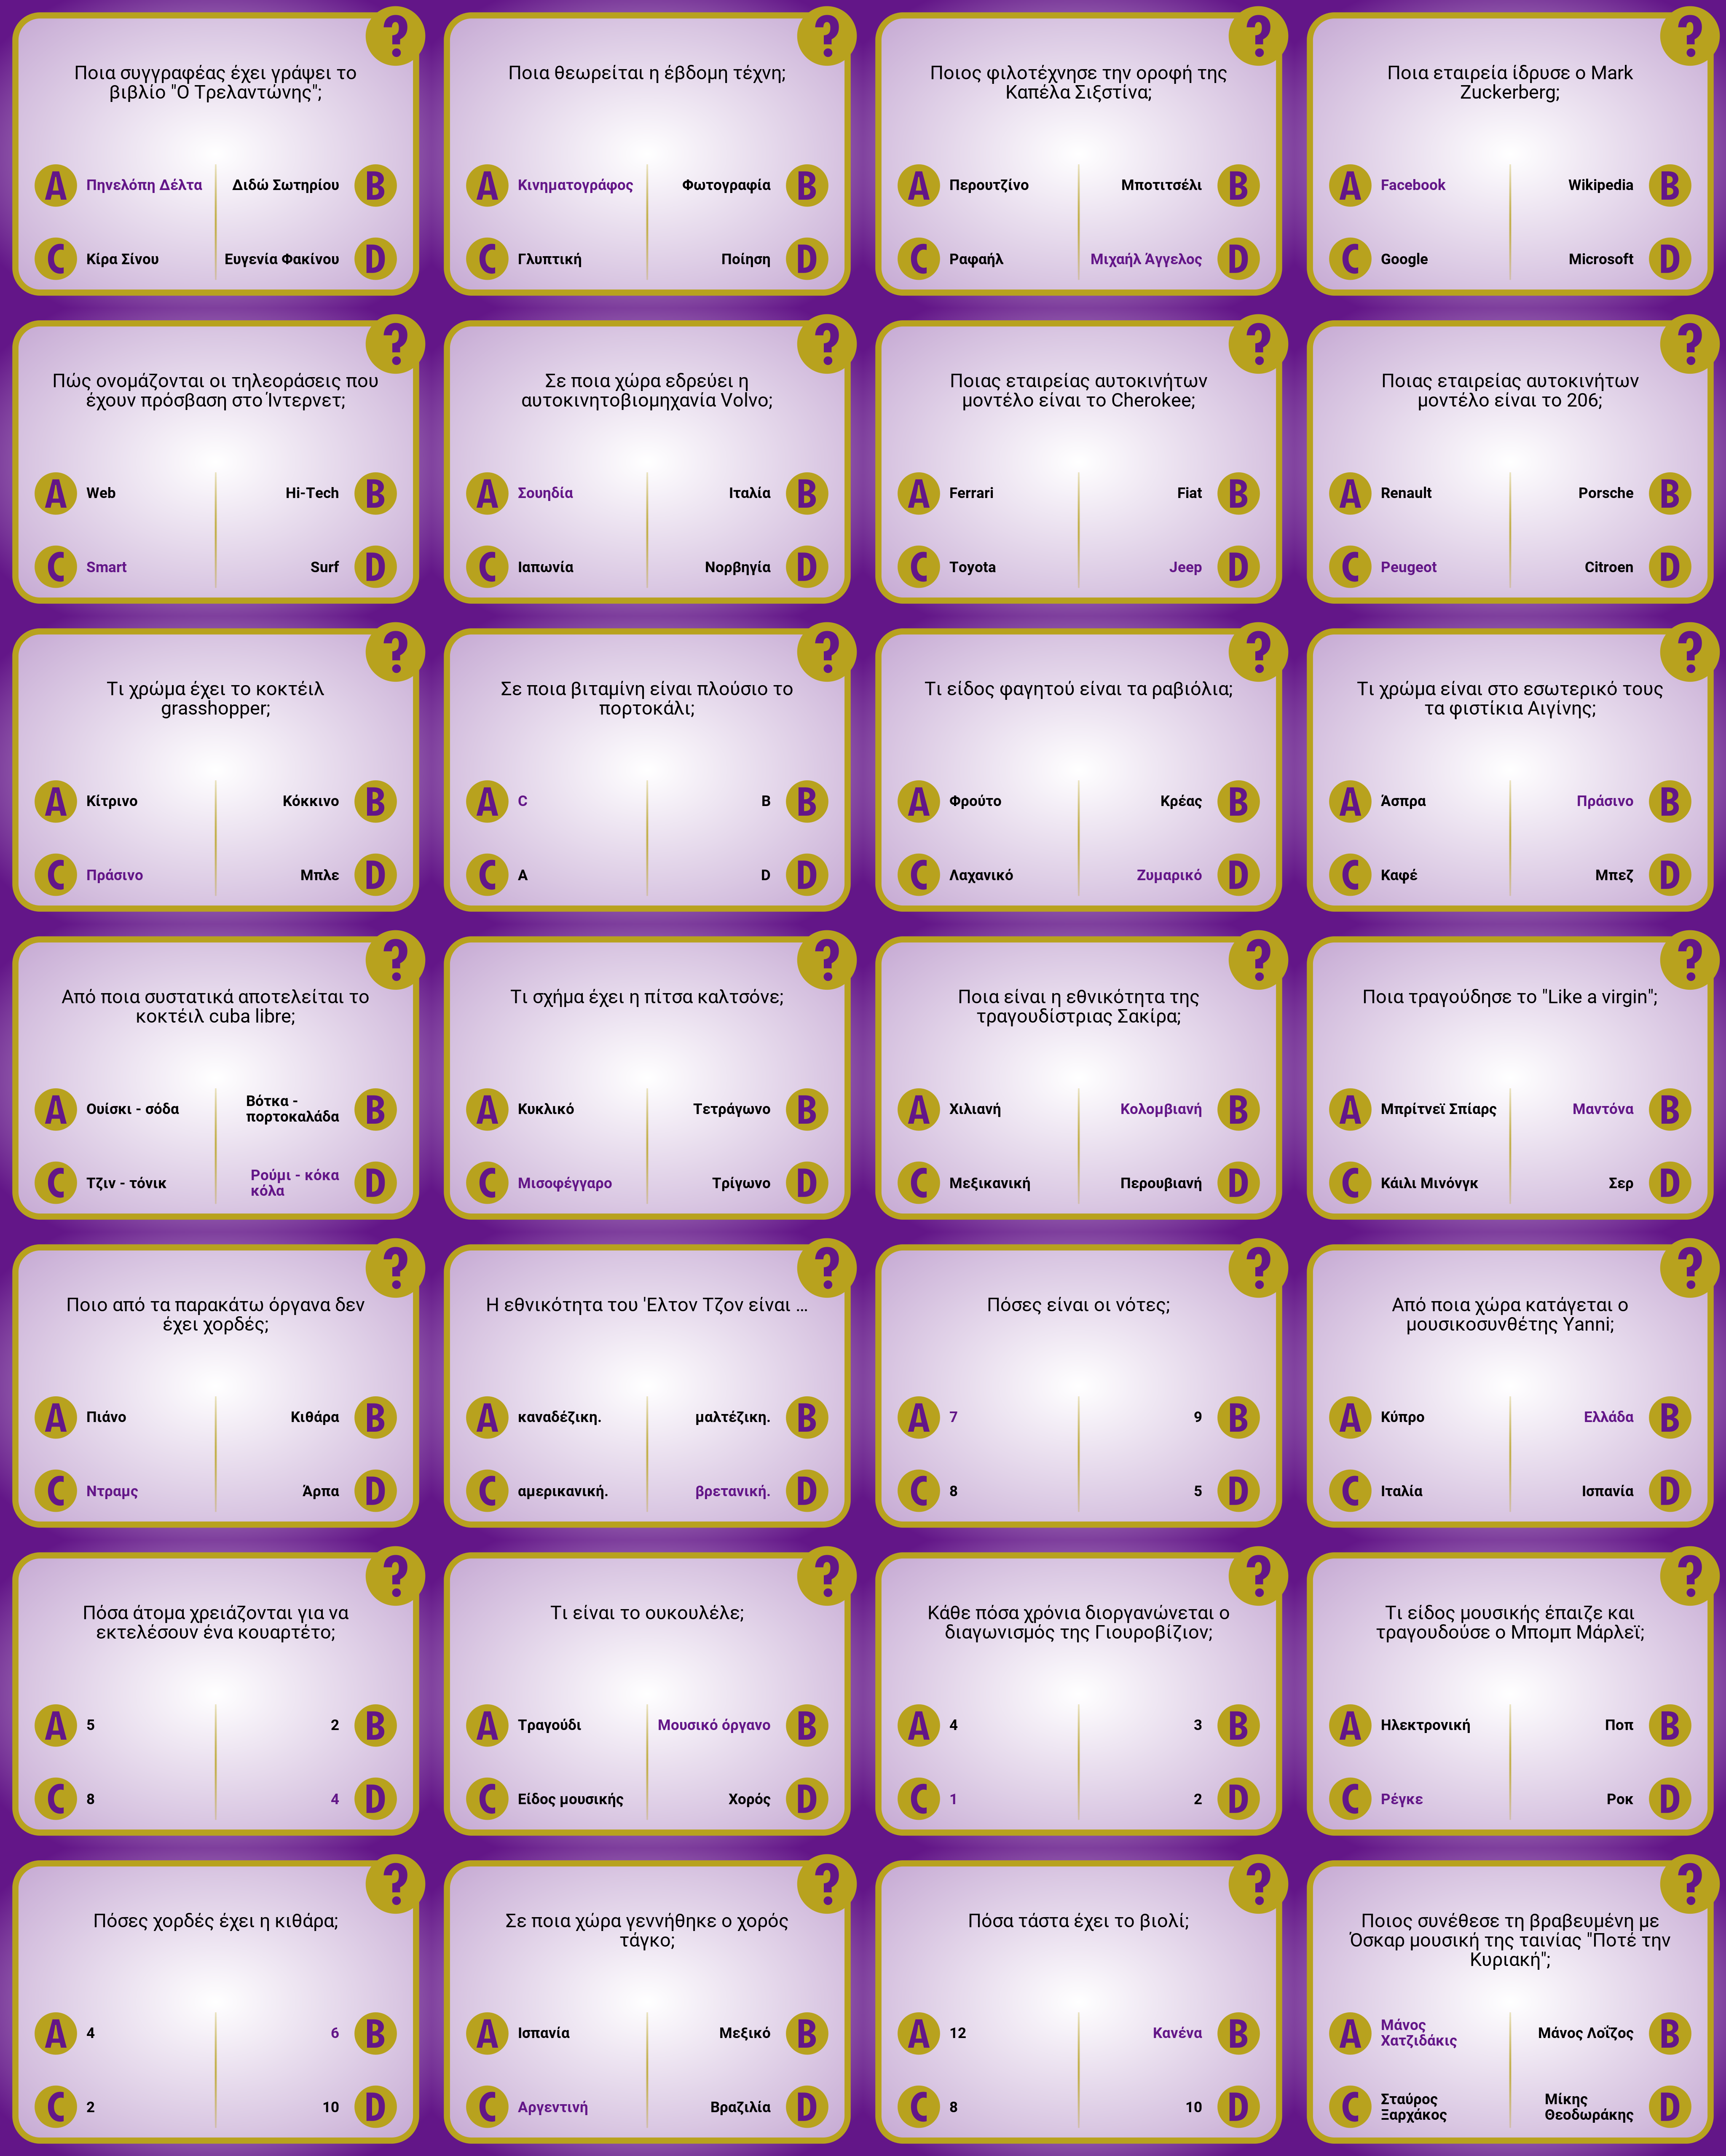 ?
Ποια συγγραφέας έχει γράψει το
βιβλίο "Ο Τρελαντώνης";
A Πηνελόπη Δέλτα Διδώ Σωτηρίου B
C Κίρα Σίνου Ευγενία Φακίνου D
?
Ποια θεωρείται η έβδομη τέχνη;
A Κινηματογράφος Φωτογραφία B
C Γλυπτική Ποίηση D
?
Ποιος φιλοτέχνησε την οροφή της
Καπέλα Σιξστίνα;
A Περουτζίνο Μποτιτσέλι B
C Ραφαήλ Μιχαήλ Άγγελος D
?
Ποια εταιρεία ίδρυσε ο Mark
Zuckerberg;
A Facebook Wikipedia B
C Google Microsoft D
?
Πώς ονομάζονται οι τηλεοράσεις που
έχουν πρόσβαση στο Ίντερνετ;
A Web Hi-Tech B
C Smart Surf D
?
Σε ποια χώρα εδρεύει η
αυτοκινητοβιομηχανία Volvo;
A Σουηδία Ιταλία B
C Ιαπωνία Νορβηγία D
?
Ποιας εταιρείας αυτοκινήτων
μοντέλο είναι το Cherokee;
A Ferrari Fiat B
C Toyota Jeep D
?
Ποιας εταιρείας αυτοκινήτων
μοντέλο είναι το 206;
A Renault Porsche B
C Peugeot Citroen D
?
Τι χρώμα έχει το κοκτέιλ
grasshopper;
A Κίτρινο Κόκκινο B
C Πράσινο Μπλε D
?
Σε ποια βιταμίνη είναι πλούσιο το
πορτοκάλι;
A C B B
C A D D
?
Τι είδος φαγητού είναι τα ραβιόλια;
A Φρούτο Κρέας B
C Λαχανικό Ζυμαρικό D
?
Τι χρώμα είναι στο εσωτερικό τους
τα φιστίκια Αιγίνης;
A Άσπρα Πράσινο B
C Καφέ Μπεζ D
?
Από ποια συστατικά αποτελείται το
κοκτέιλ cuba libre;
A Ουίσκι - σόδα Βότκα -
πορτοκαλάδα B
C Τζιν - τόνικ Ρούμι - κόκα
κόλα D
?
Τι σχήμα έχει η πίτσα καλτσόνε;
A Κυκλικό Τετράγωνο B
C Μισοφέγγαρο Τρίγωνο D
?
Ποια είναι η εθνικότητα της
τραγουδίστριας Σακίρα;
A Χιλιανή Κολομβιανή B
C Μεξικανική Περουβιανή D
?
Ποια τραγούδησε το "Like a virgin";
A Μπρίτνεϊ Σπίαρς Μαντόνα B
C Κάιλι Μινόνγκ Σερ D
?
Ποιο από τα παρακάτω όργανα δεν
έχει χορδές;
A Πιάνο Κιθάρα B
C Ντραμς Άρπα D
?
Η εθνικότητα του 'Ελτον Τζον είναι ...
A καναδέζικη. μαλτέζικη. B
C αμερικανική. βρετανική. D
?
Πόσες είναι οι νότες;
A 7 9 B
C 8 5 D
?
Από ποια χώρα κατάγεται ο
μουσικοσυνθέτης Yanni;
A Κύπρο Ελλάδα B
C Ιταλία Ισπανία D
?
Πόσα άτομα χρειάζονται για να
εκτελέσουν ένα κουαρτέτο;
A 5 2 B
C 8 4 D
?
Τι είναι το ουκουλέλε;
A Τραγούδι Μουσικό όργανο B
C Είδος μουσικής Χορός D
?
Κάθε πόσα χρόνια διοργανώνεται ο
διαγωνισμός της Γιουροβίζιον;
A 4 3 B
C 1 2 D
?
Τι είδος μουσικής έπαιζε και
τραγουδούσε ο Μπομπ Μάρλεϊ;
A Ηλεκτρονική Ποπ B
C Ρέγκε Ροκ D
?
Πόσες χορδές έχει η κιθάρα;
A 4 6 B
C 2 10 D
?
Σε ποια χώρα γεννήθηκε ο χορός
τάγκο;
A Ισπανία Μεξικό B
C Αργεντινή Βραζιλία D
?
Πόσα τάστα έχει το βιολί;
A 12 Κανένα B
C 8 10 D
?
Ποιος συνέθεσε τη βραβευμένη με
Όσκαρ μουσική της ταινίας "Ποτέ την
Κυριακή";
A Μάνος
Χατζιδάκις Μάνος Λοΐζος B
C Σταύρος
Ξαρχάκος Μίκης
Θεοδωράκης D